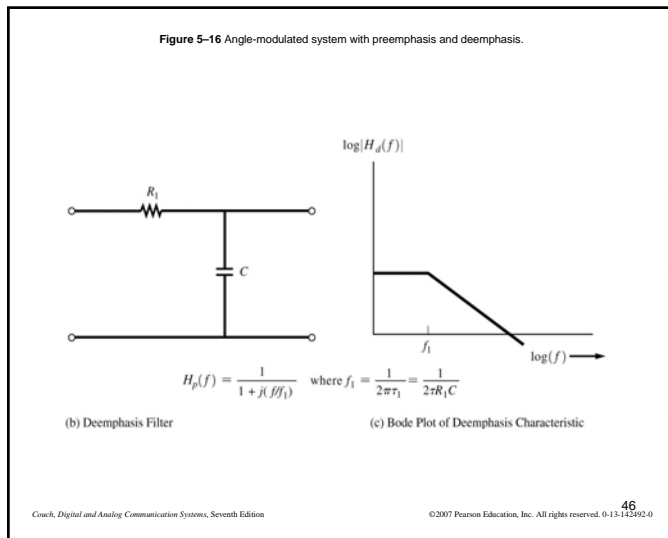 Figure 5–16 Angle-modulated system with preemphasis and deemphasis.
log|H_d(f)|
R_1
C
f_1
log(f)
H_p(f) = 1 / (1 + j(f/f_1)) where f_1 = 1 / (2πτ_1) = 1 / (2τR_1C)
(b) Deemphasis Filter
(c) Bode Plot of Deemphasis Characteristic
46
Couch, Digital and Analog Communication Systems, Seventh Edition
©2007 Pearson Education, Inc. All rights reserved. 0-13-142492-0